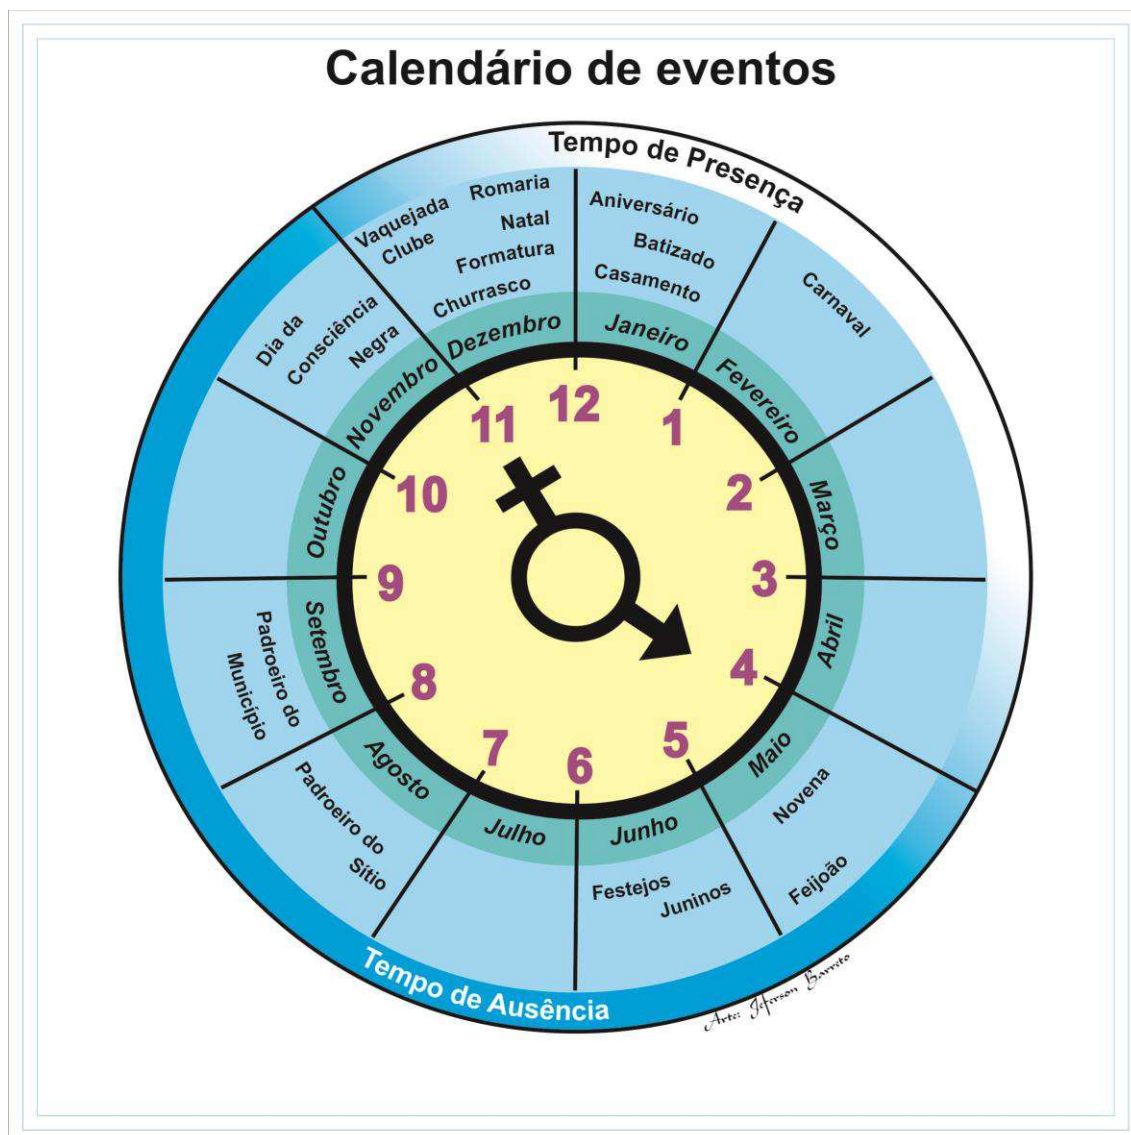 Calendário de eventos
Tempo de Presença
Aniversário
Batizado
Casamento
Janeiro
Carnaval
Fevereiro
Março
Abril
Novena
Feijoão
Maio
Festejos
Juninos
Junho
Julho
Padroeiro do
Sítio
Agosto
Padroeiro do
Município
Setembro
Outubro
Dia da
Consciência
Negra
Novembro
Romaria
Vaquejada
Natal
Clube
Formatura
Churrasco
Dezembro
12
1
2
3
4
5
6
7
8
9
10
11
Tempo de Ausência
Arte: Jeferson Barreto